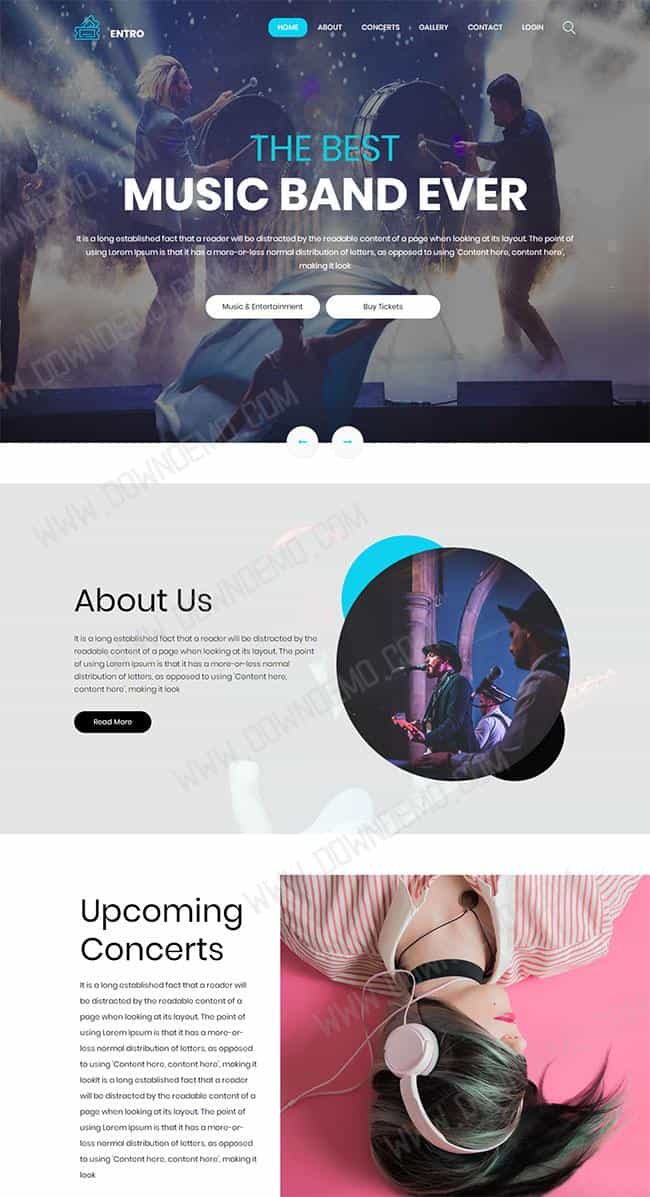 'ENTRO
HOME ABOUT CONCERTS GALLERY CONTACT LOGIN
THE BEST
MUSIC BAND EVER
It is a long established fact that a reader will be distracted by the readable content of a page when looking at its layout. The point of
using Lorem Ipsum is that it has a more-or-less normal distribution of letters, as opposed to using 'Content here, content here',
making it look
Music & Entertainment Buy Tickets
About Us
It is a long established fact that a reader will be distracted by the
readable content of a page when looking at its layout. The point
of using Lorem Ipsum is that it has a more-or-less normal
distribution of letters, as opposed to using 'Content here,
content here', making it look
Read More
Upcoming
Concerts
It is a long established fact that a reader will
be distracted by the readable content of a
page when looking at its layout. The point of
using Lorem Ipsum is that it has a more-or-
less normal distribution of letters, as opposed
to using 'Content here, content here', making it
lookIt is a long established fact that a reader
will be distracted by the readable content of a
page when looking at its layout. The point of
using Lorem Ipsum is that it has a more-or-
less normal distribution of letters, as opposed
to using 'Content here, content here', making it
look
WWW.DOWNDEMO.COM
WWW.DOWNDEMO.COM
WWW.DOWNDEMO.COM
WWW.DOWNDEMO.COM